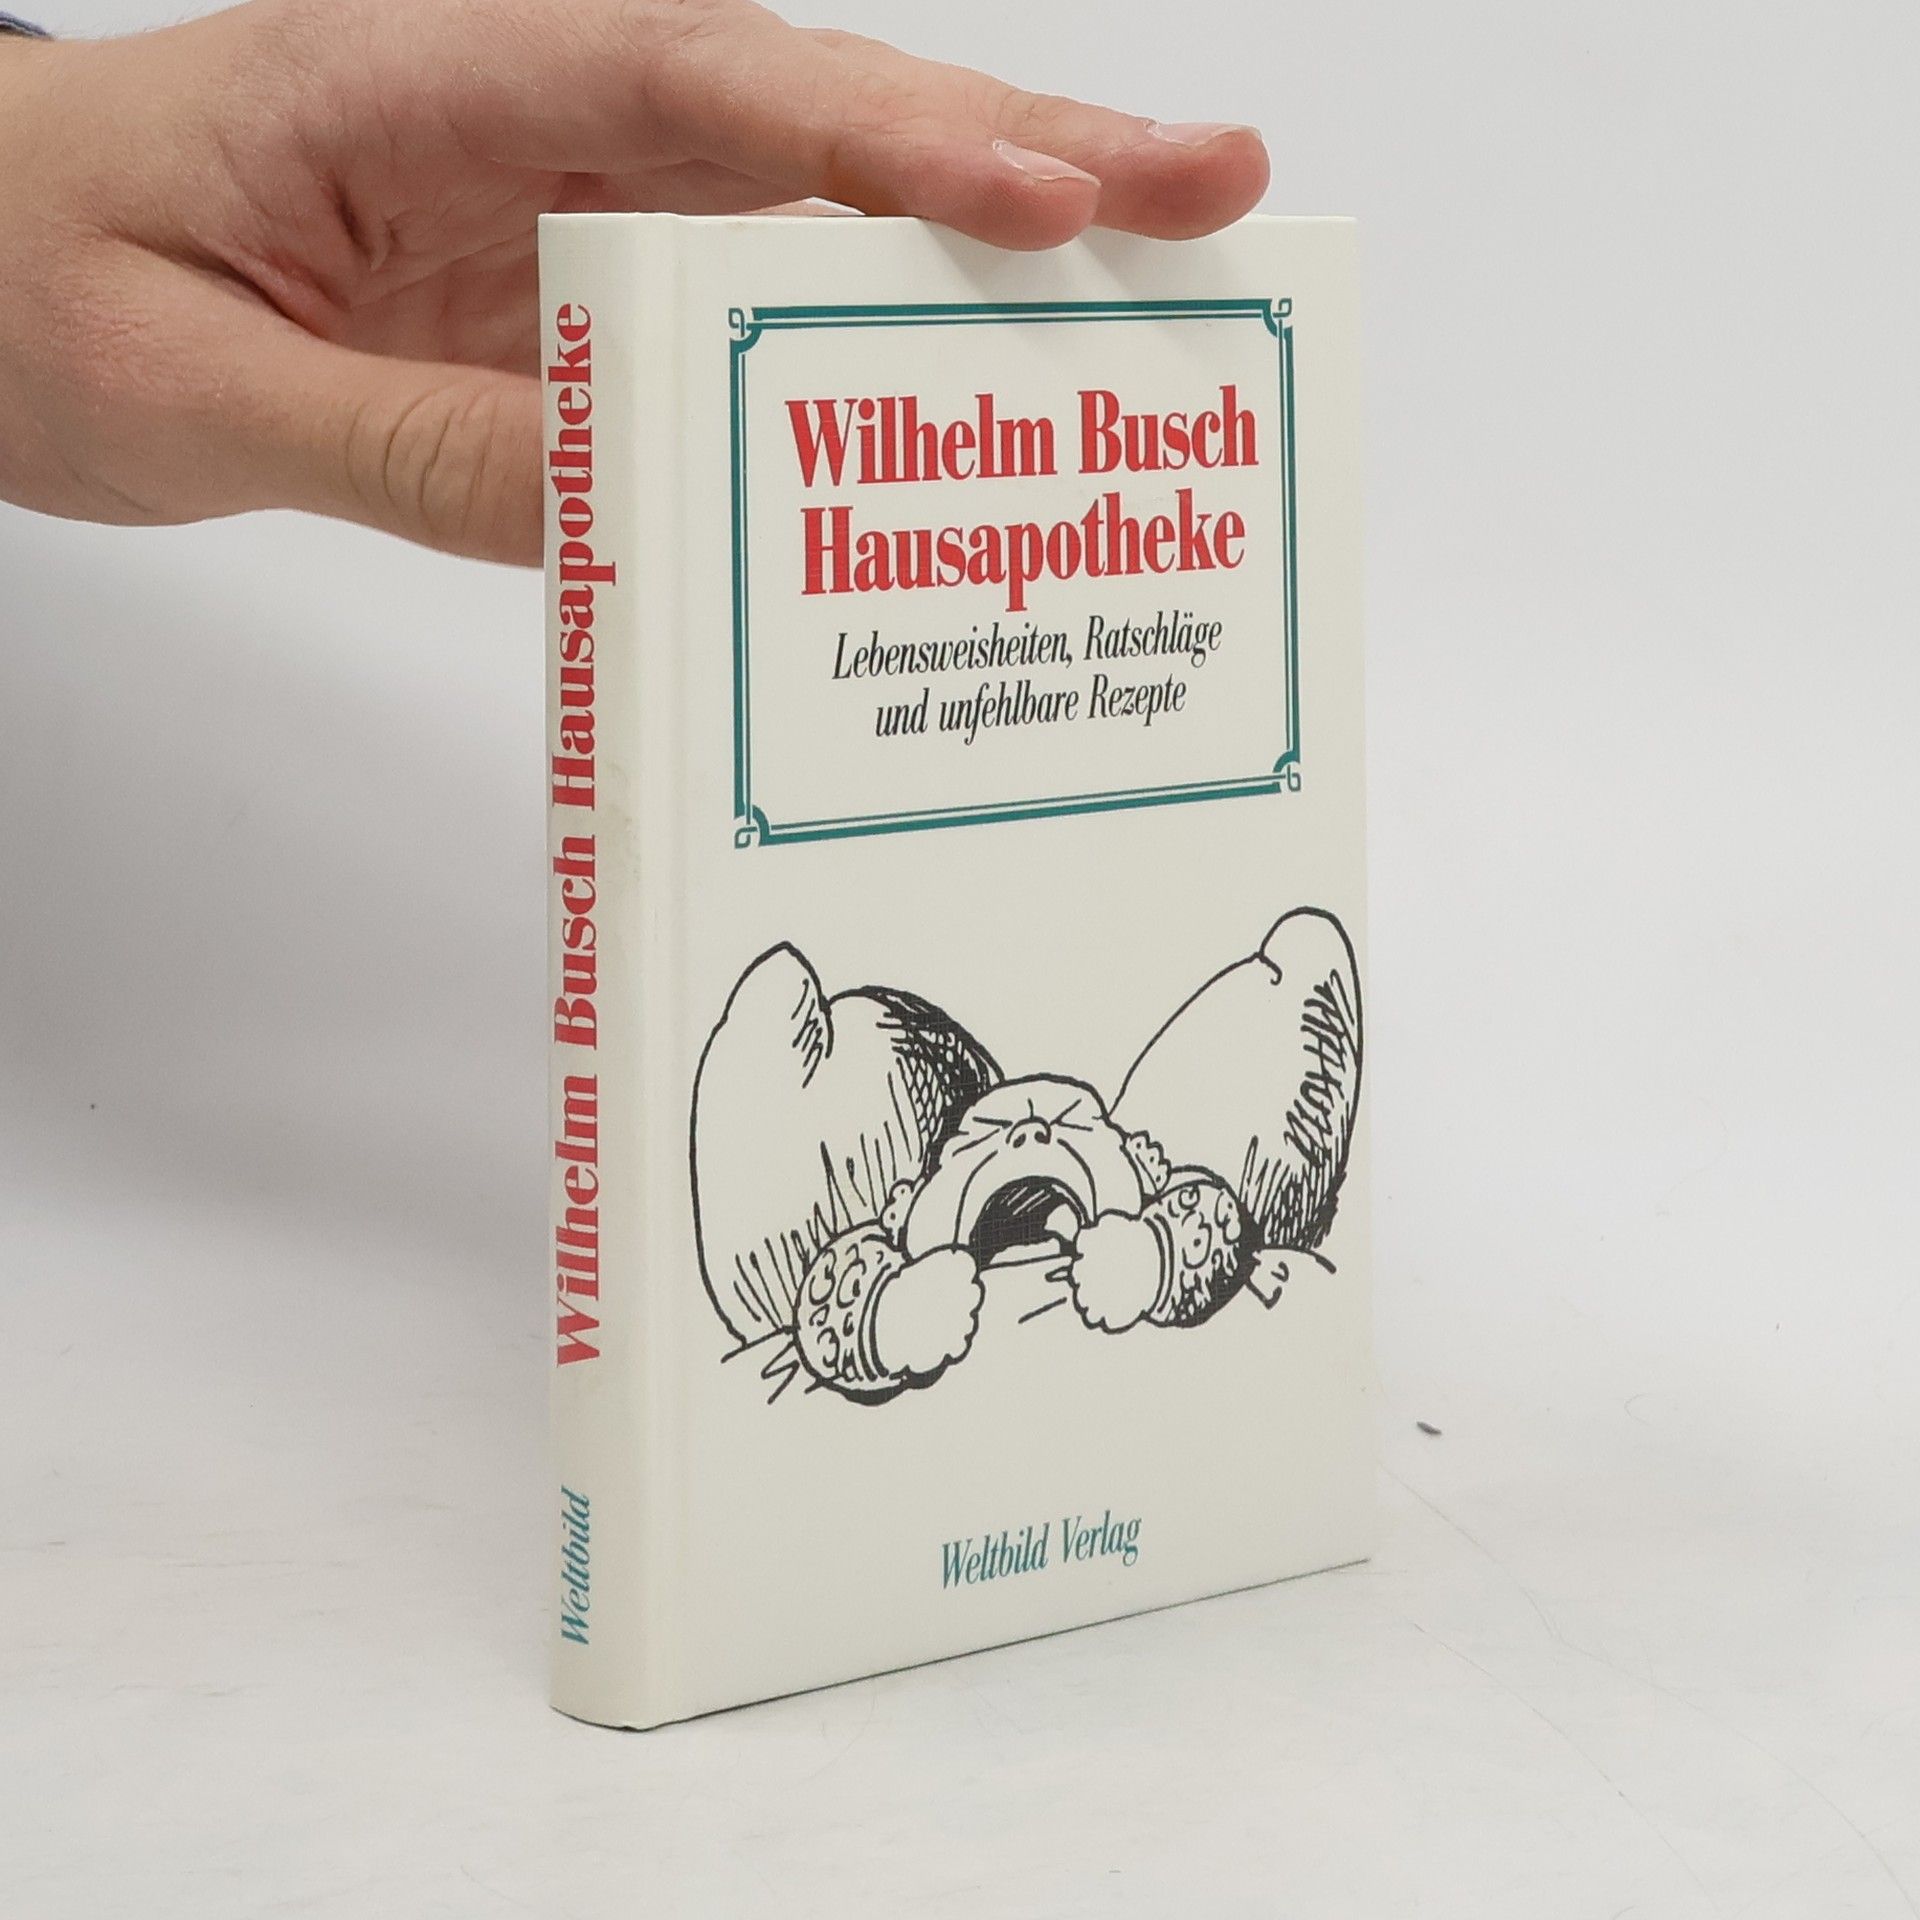 Wilhelm Busch Hausapotheke
Weltbild
Wilhelm Busch
Hausapotheke
Lebensweisheiten, Ratschläge
und unfehlbare Rezepte
Weltbild Verlag